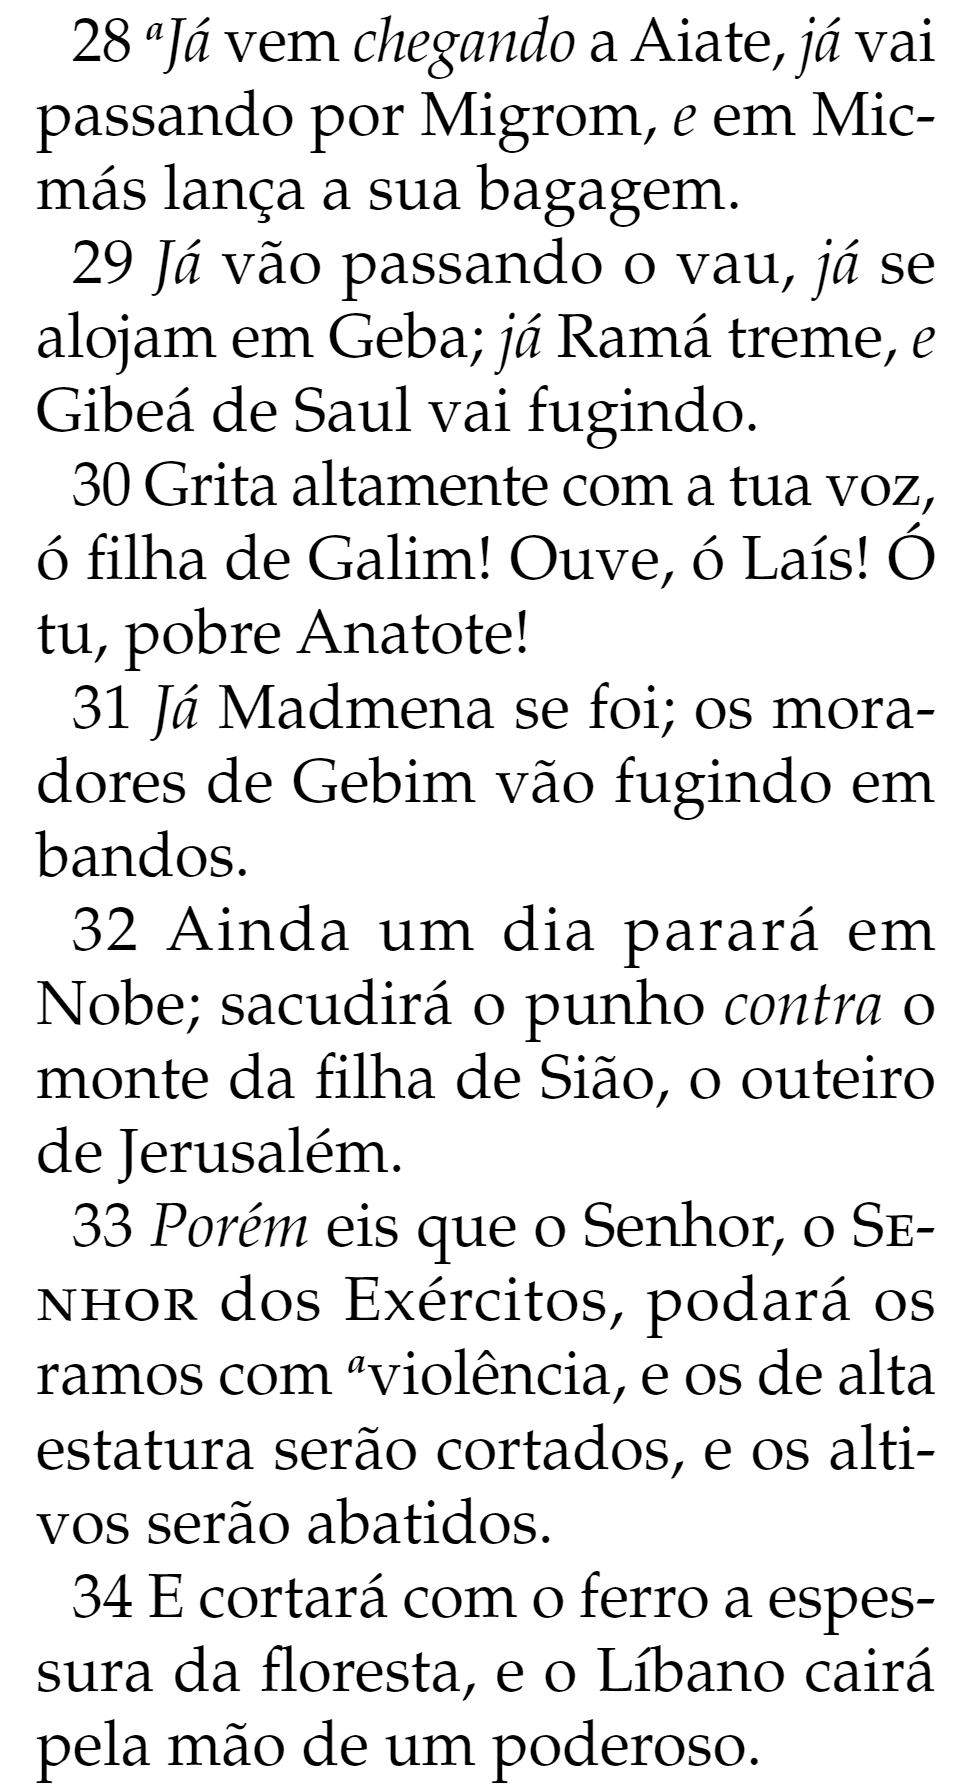 28 ªJá vem chegando a Aiate, já vai
passando por Migrom, e em Mic-
más lança a sua bagagem.
29 Já vão passando o vau, já se
alojam em Geba; já Ramá treme, e
Gibeá de Saul vai fugindo.
30 Grita altamente com a tua voz,
ó filha de Galim! Ouve, ó Laís! Ó
tu, pobre Anatote!
31 Já Madmena se foi; os mora-
dores de Gebim vão fugindo em
bandos.
32 Ainda um dia parará em
Nobe; sacudirá o punho contra o
monte da filha de Sião, o outeiro
de Jerusalém.
33 Porém eis que o Senhor, o SE-
NHOR dos Exércitos, podará os
ramos com ªviolência, e os de alta
estatura serão cortados, e os alti-
vos serão abatidos.
34 E cortará com o ferro a espes-
sura da floresta, e o Líbano cairá
pela mão de um poderoso.